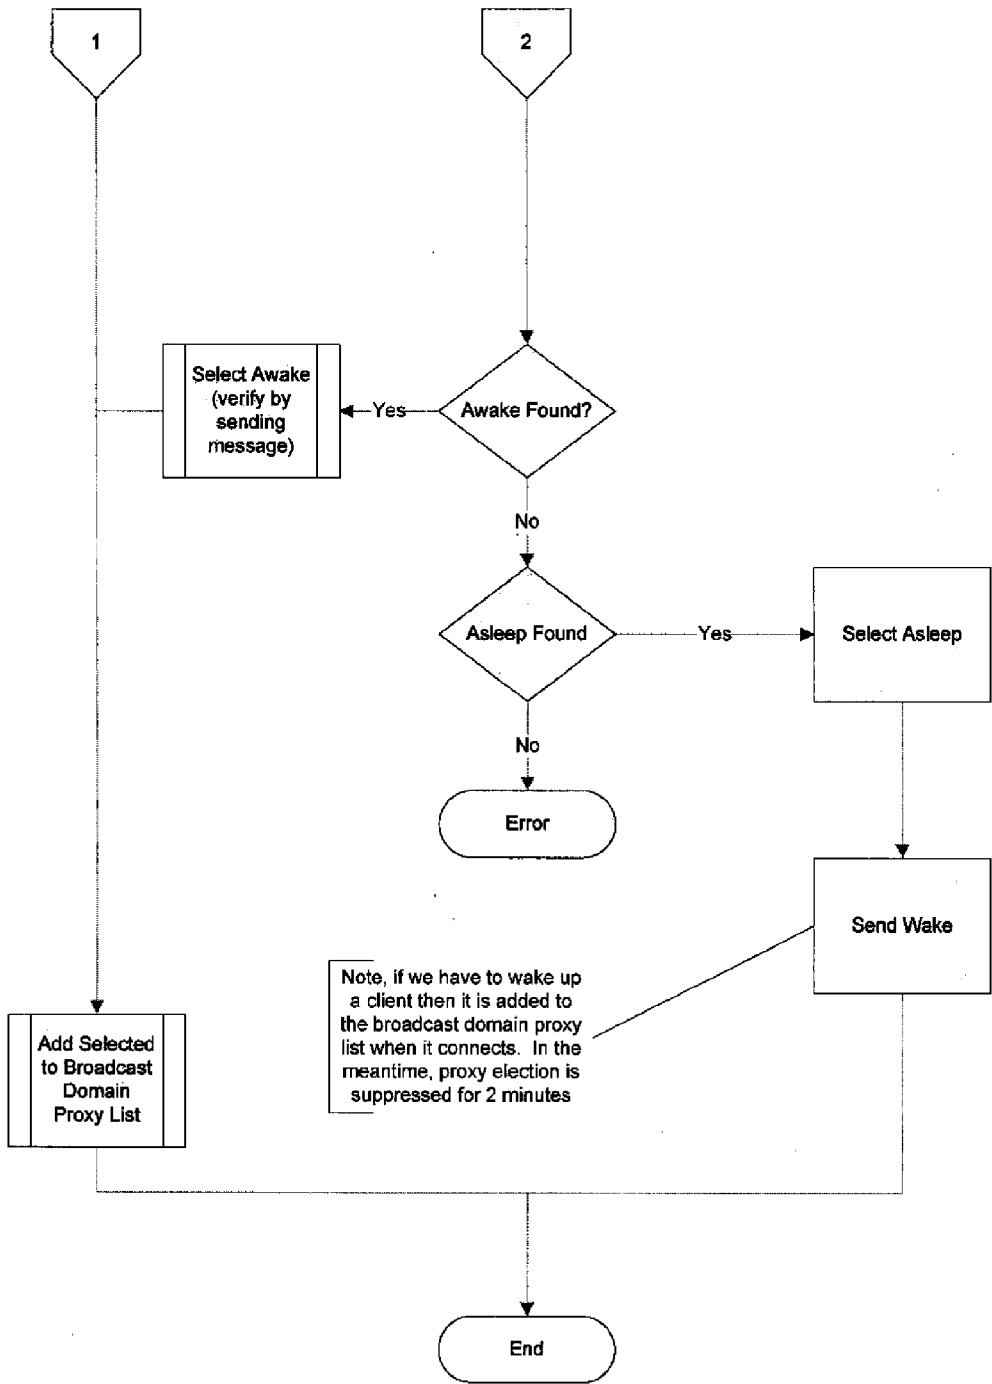 1
2
Select Awake
(verify by
sending
message)
Yes
Awake Found?
No
Asleep Found
Yes
Select Asleep
No
Error
Send Wake
Note, if we have to wake up
a client then it is added to
the broadcast domain proxy
list when it connects. In the
meantime, proxy election is
suppressed for 2 minutes
Add Selected
to Broadcast
Domain
Proxy List
End